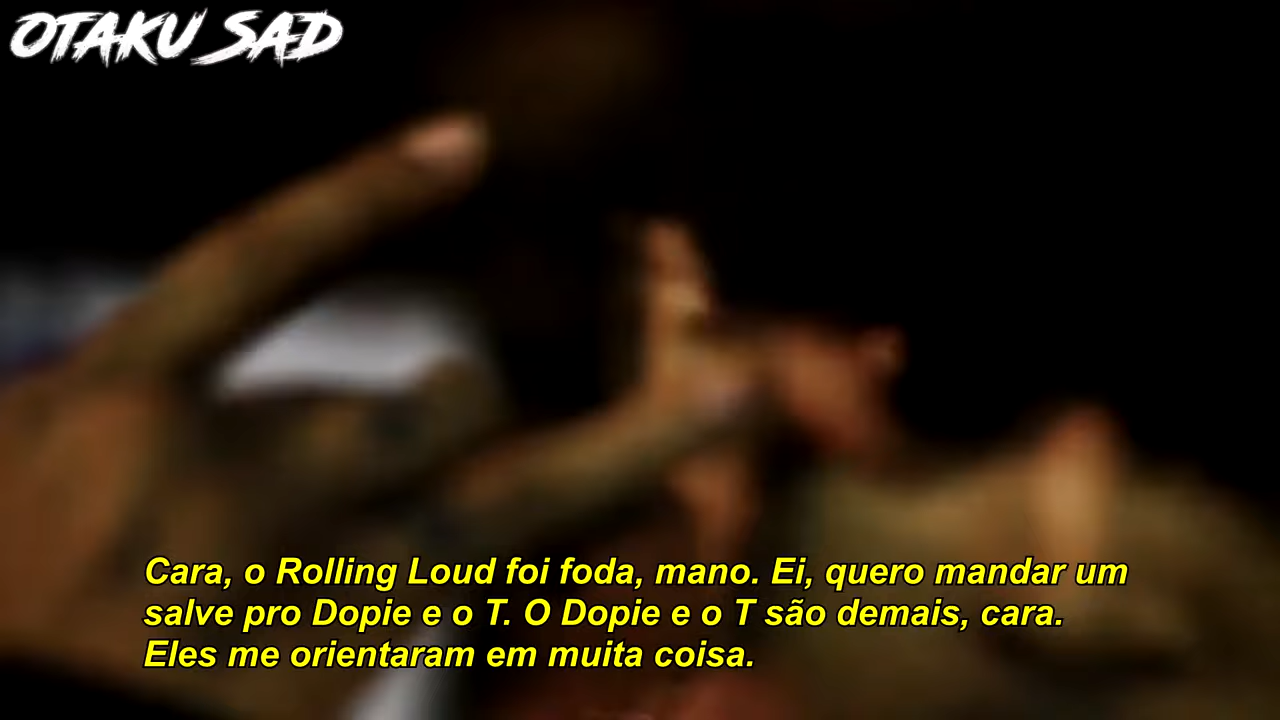 OTAKU SAD
Cara, o Rolling Loud foi foda, mano. Ei, quero mandar um
salve pro Dopie e o T. O Dopie e o T são demais, cara.
Eles me orientaram em muita coisa.